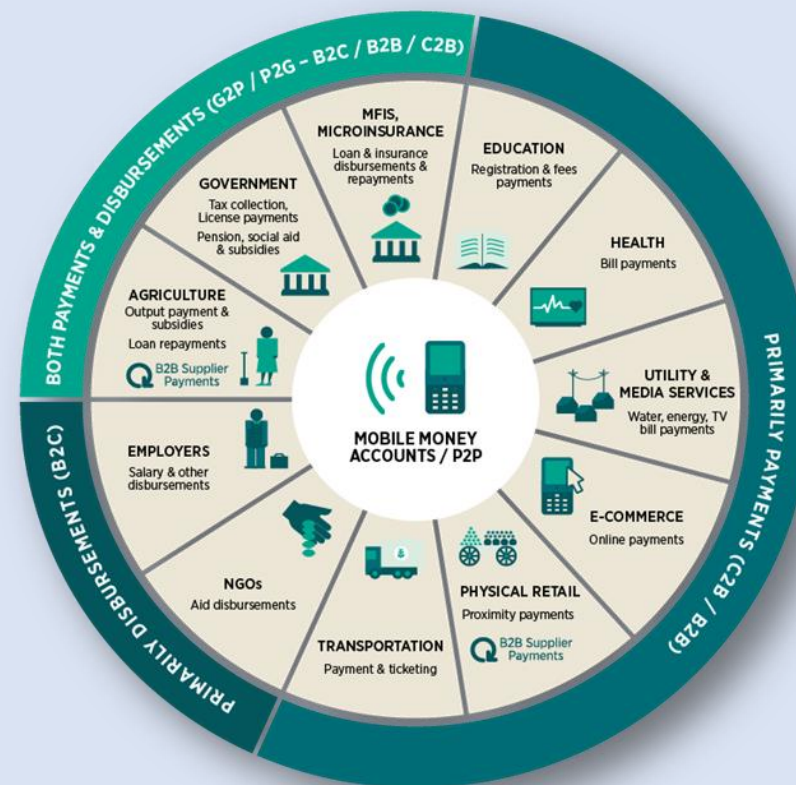 BOTH PAYMENTS & DISBURSEMENTS (G2P / P2G – B2C / B2B / C2B)
PRIMARILY PAYMENTS (C2B / B2B)
PRIMARILY DISBURSEMENTS (B2C)
MFIS,
MICROINSURANCE
Loan & insurance
disbursements &
repayments
EDUCATION
Registration & fees
payments
HEALTH
Bill payments
UTILITY &
MEDIA SERVICES
Water, energy, TV
bill payments
E-COMMERCE
Online payments
PHYSICAL RETAIL
Proximity payments
B2B Supplier
Payments
TRANSPORTATION
Payment & ticketing
NGOs
Aid disbursements
EMPLOYERS
Salary & other
disbursements
AGRICULTURE
Output payment &
subsidies
Loan repayments
B2B Supplier
Payments
GOVERNMENT
Tax collection,
License payments
Pension, social aid
& subsidies
MOBILE MONEY
ACCOUNTS / P2P